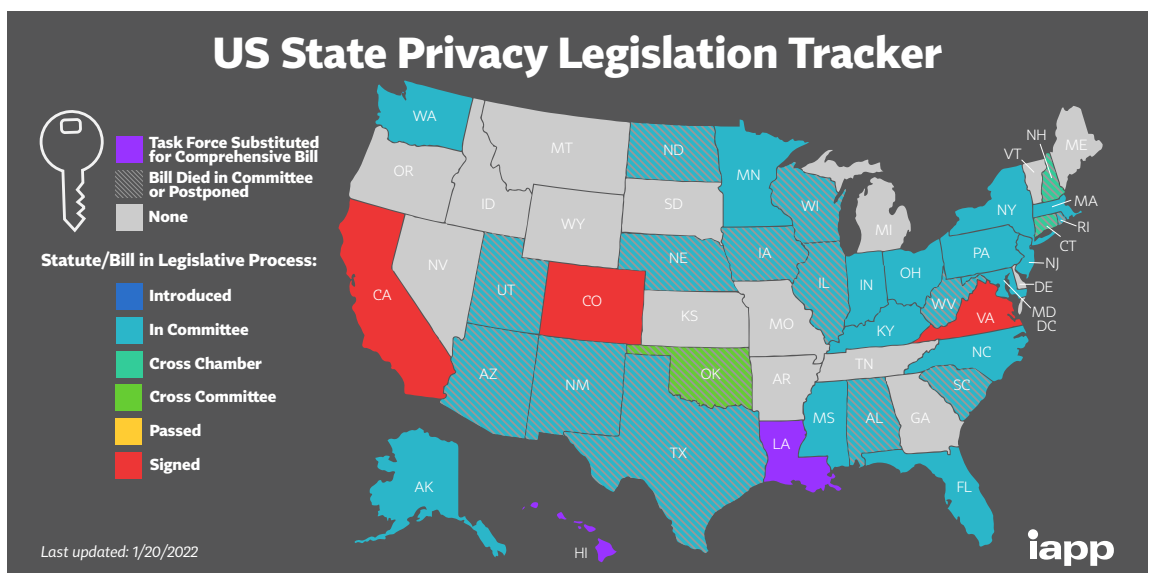 US State Privacy Legislation Tracker
Task Force Substituted
for Comprehensive Bill
Bill Died in Committee
or Postponed
None
Statute/Bill in Legislative Process:
Introduced
In Committee
Cross Chamber
Cross Committee
Passed
Signed
Last updated: 1/20/2022
WA
OR
MT
ID
WY
ND
SD
MN
WI
MI
NV
CA
UT
CO
NE
IA
KS
MO
IL
IN
OH
KY
WV
PA
NY
VT
NH
ME
MA
RI
CT
NJ
DE
MD
DC
VA
NC
TN
SC
AZ
NM
OK
AR
TX
LA
MS
AL
GA
FL
AK
HI
iapp